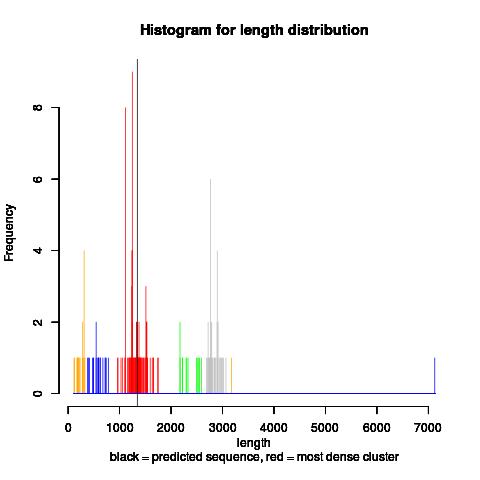 Histogram for length distribution
Frequency
8
6
4
2
0
0 1000 2000 3000 4000 5000 6000 7000
length
black = predicted sequence, red = most dense cluster